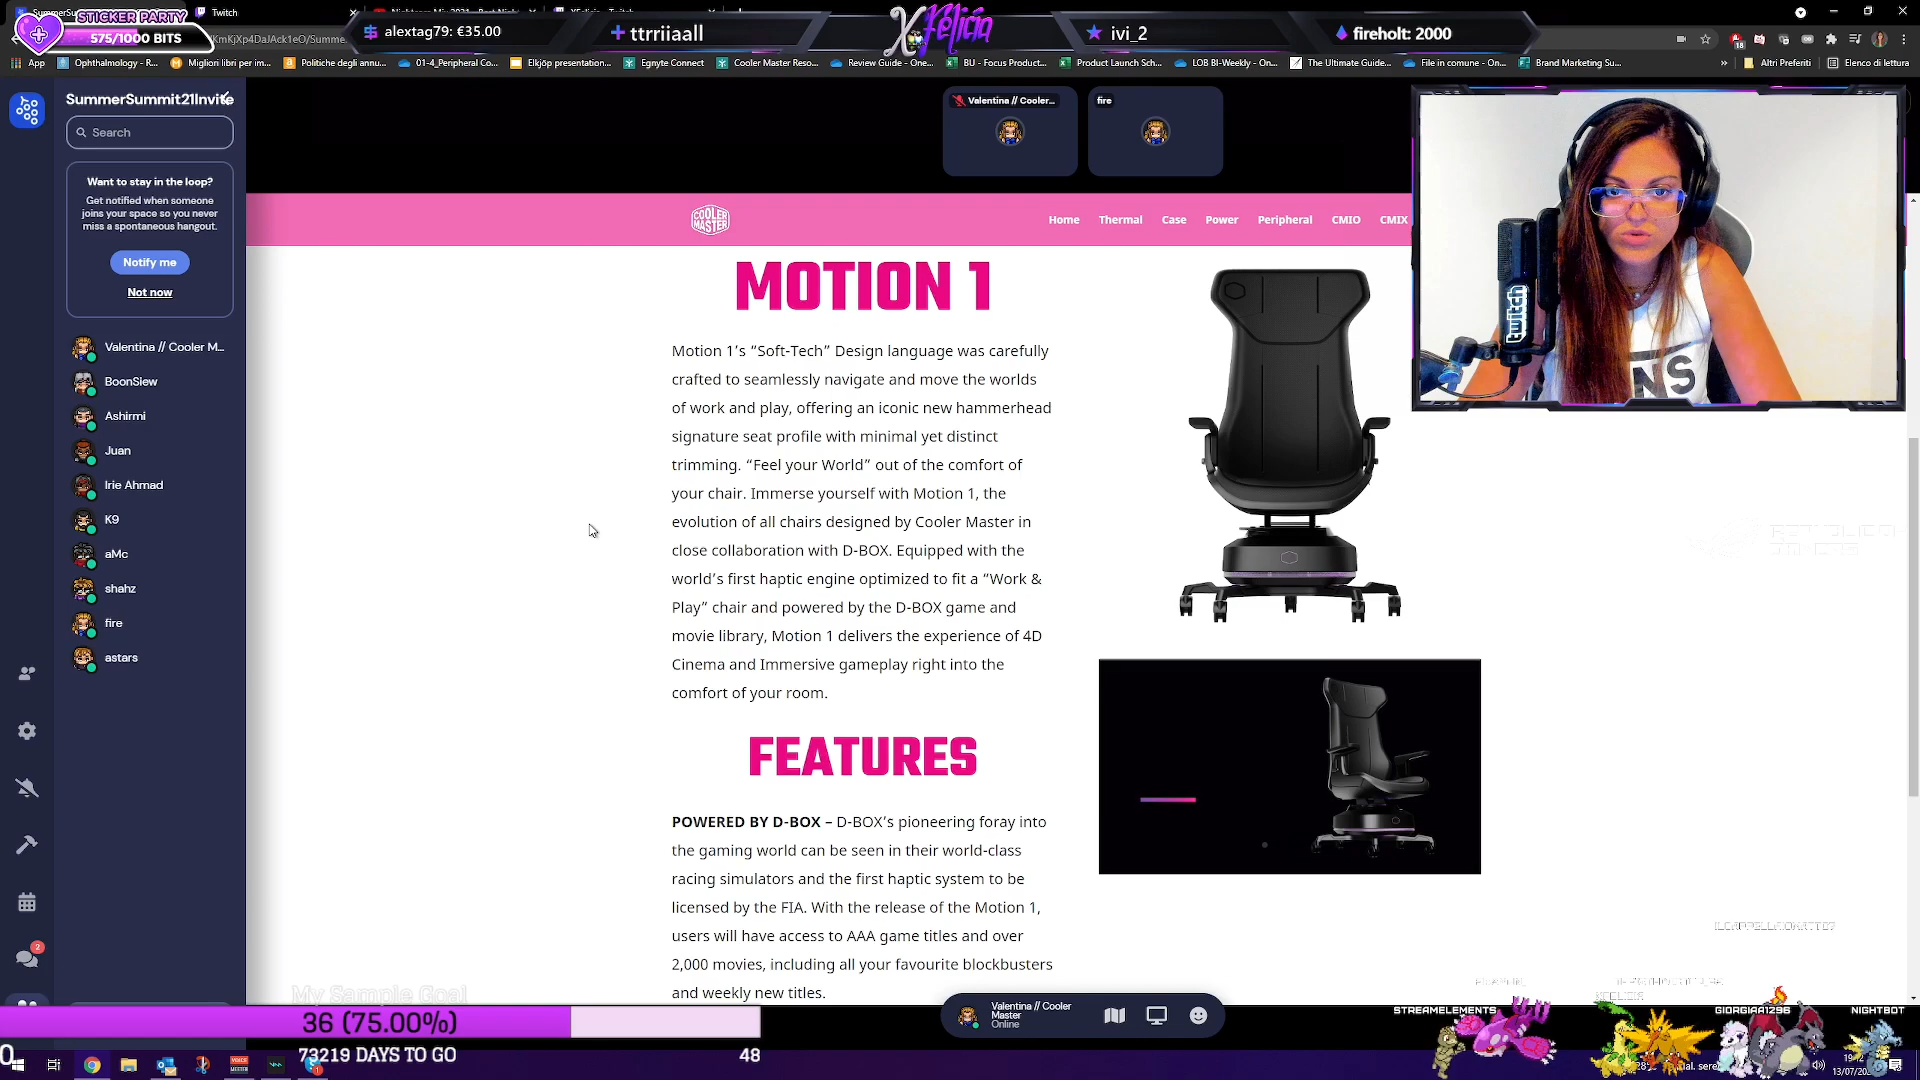 SummerSu
Twitch
STICKER PARTY
575/1000 BITS
alextag79: €35.00
ttrriiaall
XFelicia
ivi_2
fireholt: 2000
KmKjXp4DaJAck1eO/Summe
App
Ophthalmology - R...
Migliori libri per im...
Politiche degli annu...
01-4_Peripheral Co...
Elkjöp presentation...
Egnyte Connect
Cooler Master Reso...
Review Guide - One...
BU - Focus Product...
Product Launch Sch...
LOB BI-Weekly - On...
The Ultimate Guide...
File in comune - On...
Brand Marketing Su...
Altri Preferiti
Elenco di lettura
SummerSummit21Invite
Search
Want to stay in the loop?
Get notified when someone
joins your space so you never
miss a spontaneous hangout.
Notify me
Not now
Valentina // Cooler M...
BoonSiew
Ashirmi
Juan
Irie Ahmad
K9
aMc
shahz
fire
astars
2
Valentina // Cooler...
fire
COOLER
MASTER
Home
Thermal
Case
Power
Peripheral
CMIO
CMIX
twitch
MOTION 1
Motion 1's “Soft-Tech” Design language was carefully
crafted to seamlessly navigate and move the worlds
of work and play, offering an iconic new hammerhead
signature seat profile with minimal yet distinct
trimming. “Feel your World” out of the comfort of
your chair. Immerse yourself with Motion 1, the
evolution of all chairs designed by Cooler Master in
close collaboration with D-BOX. Equipped with the
world's first haptic engine optimized to fit a “Work &
Play” chair and powered by the D-BOX game and
movie library, Motion 1 delivers the experience of 4D
Cinema and Immersive gameplay right into the
comfort of your room.
FEATURES
POWERED BY D-BOX – D-BOX's pioneering foray into
the gaming world can be seen in their world-class
racing simulators and the first haptic system to be
licensed by the FIA. With the release of the Motion 1,
users will have access to AAA game titles and over
2,000 movies, including all your favourite blockbusters
and weekly new titles.
My Sample Goal
36 (75.00%)
0
73219 DAYS TO GO
48
Valentina // Cooler
Master
Online
STREAMELEMENTS
GIORGIAA1296
NIGHTBOT